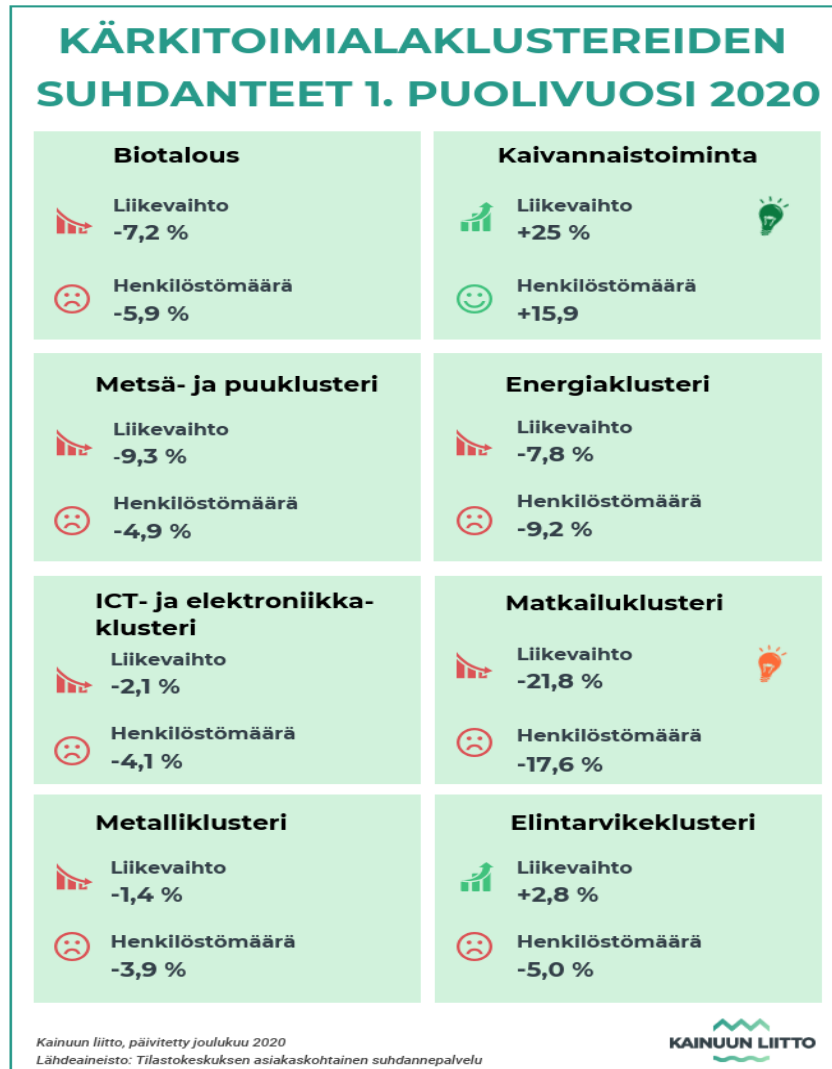 KÄRKITOIMIALAKLUSTEREIDEN
SUHDANTEET 1. PUOLIVUOSI 2020
Biotalous
Liikevaihto
-7,2 %
Henkilöstömäärä
-5,9 %
Kaivannaistoiminta
Liikevaihto
+25 %
Henkilöstömäärä
+15,9
Metsä- ja puuklusteri
Liikevaihto
-9,3 %
Henkilöstömäärä
-4,9 %
Energiaklusteri
Liikevaihto
-7,8 %
Henkilöstömäärä
-9,2 %
ICT- ja elektroniikka-
klusteri
Liikevaihto
-2,1 %
Henkilöstömäärä
-4,1 %
Matkailuklusteri
Liikevaihto
-21,8 %
Henkilöstömäärä
-17,6 %
Metalliklusteri
Liikevaihto
-1,4 %
Henkilöstömäärä
-3,9 %
Elintarvikeklusteri
Liikevaihto
+2,8 %
Henkilöstömäärä
-5,0 %
Kainuun liitto, päivitetty joulukuu 2020
Lähdeaineisto: Tilastokeskuksen asiakaskohtainen suhdannepalvelu
KAINUUN LIITTO